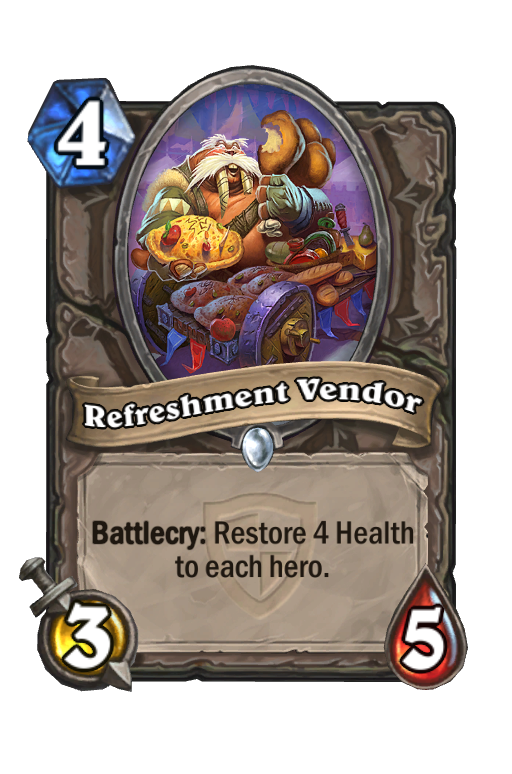 4
Refreshment Vendor
Battlecry: Restore 4 Health
to each hero.
3
5